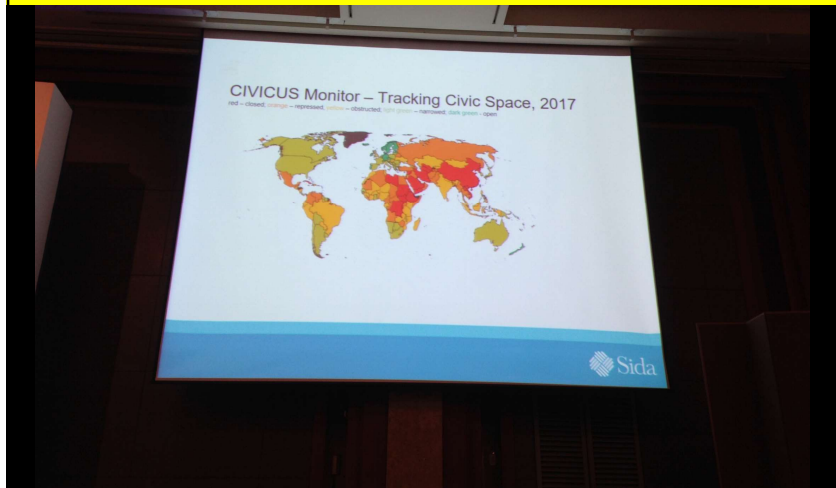 CIVICUS Monitor – Tracking Civic Space, 2017
red – closed; orange – repressed; yellow – obstructed; light green – narrowed; dark green - open
Sida